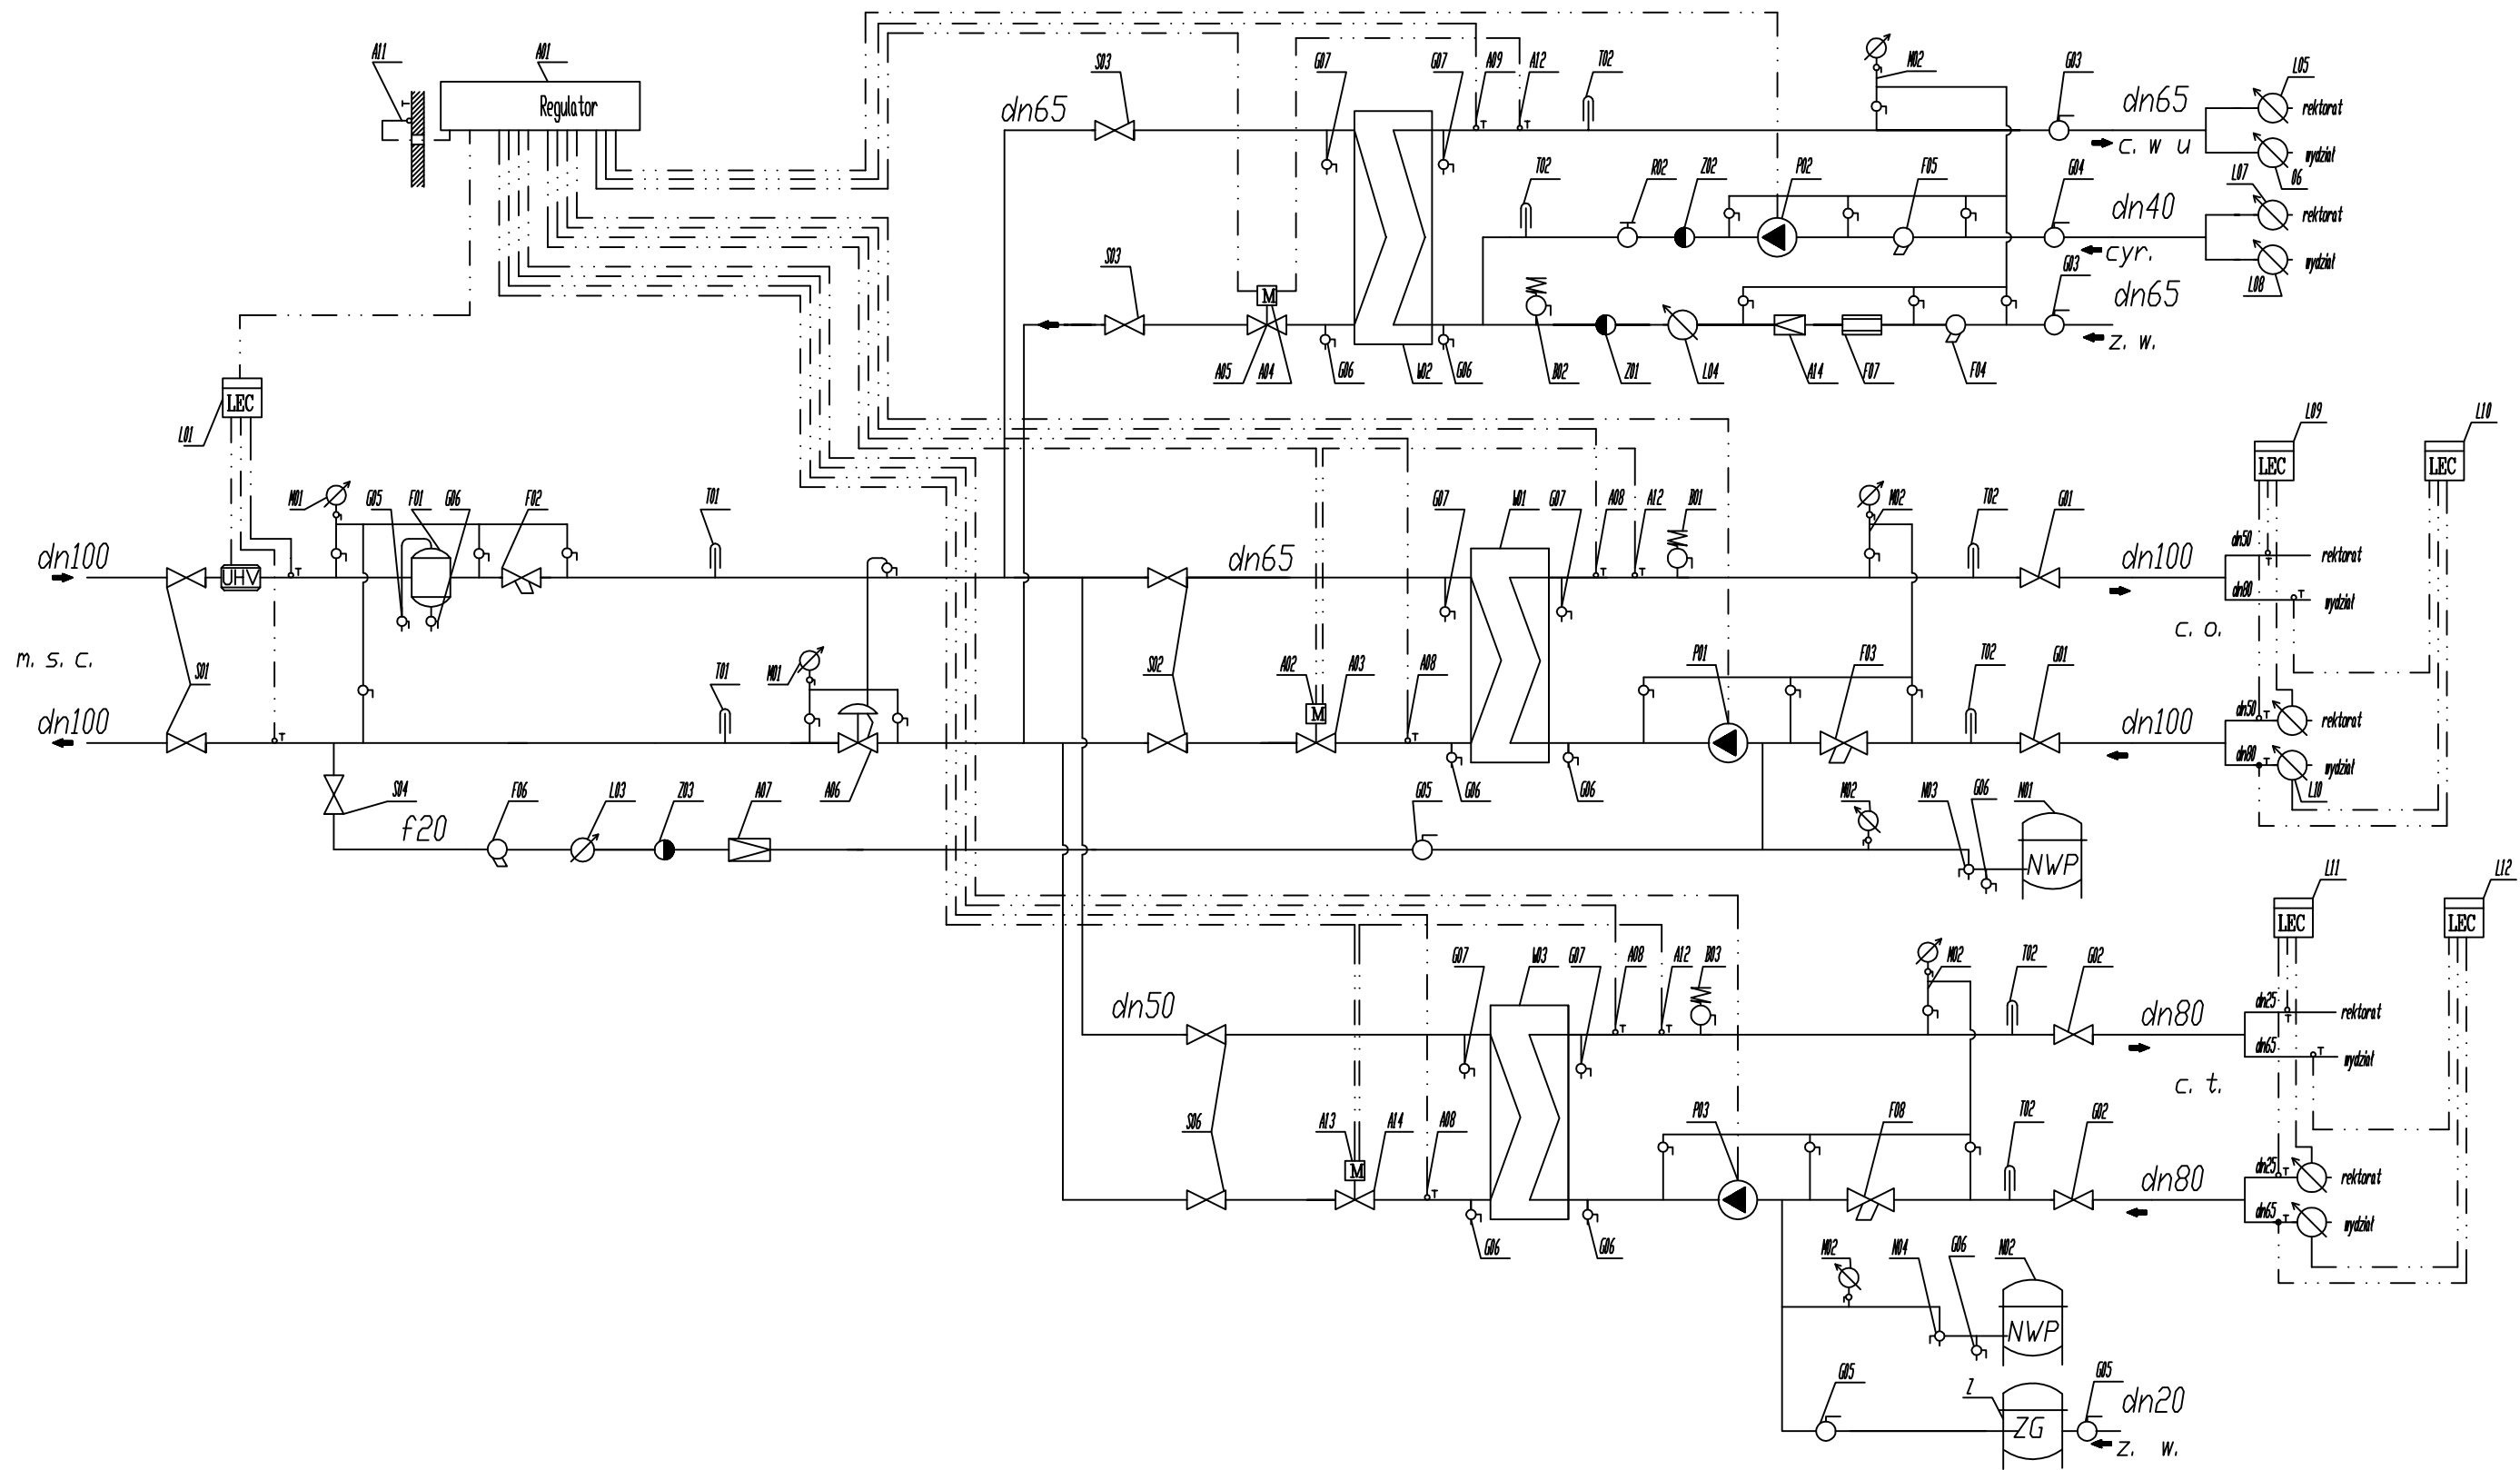 A11
A01
Regulator
S03
G07
G07
A09
A12
T02
M02
G03
L05
dn65
dn65
rektorat
c. w u
wydział
T02
R02
Z02
P02
F05
G04
L07
06
dn40
rektorat
cyr.
wydział
S03
G03
L08
dn65
M
z. w.
A05
A04
G06
W02
G06
B02
Z01
L04
A14
F07
F04
LEC
L01
L09
L10
LEC
LEC
M01
G05
F01
G06
F02
T01
G07
W01
G07
A08
A12
B01
M02
T02
G01
dn100
dn65
dn100
dn50
rektorat
UHV
dn80
wydział
c. o.
m. s. c.
S01
T01
M01
S02
A02
A03
A08
P01
F03
T02
G01
M
dn100
dn100
dn50
rektorat
dn80
wydział
S04
F06
L03
Z03
A07
A06
G05
G06
G06
M02
N03
G06
N01
L10
f20
NWP
L11
L12
LEC
LEC
G07
W03
G07
A08
A12
B03
M02
T02
G02
dn50
dn80
dn25
rektorat
dn65
wydział
c. t.
S06
A13
A14
A08
P03
F08
T02
G02
M
dn80
dn25
rektorat
dn65
wydział
G06
G06
M02
N04
G06
N02
NWP
G05
Z
G05
dn20
ZG
z. w.